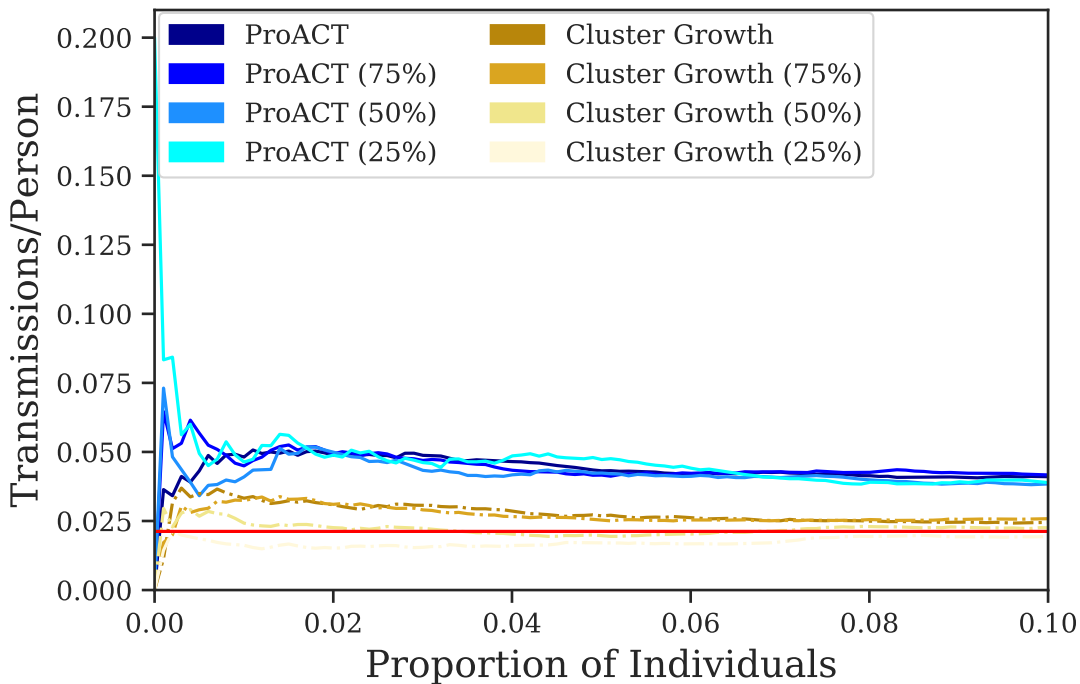 0.200
0.175
0.150
0.125
0.100
0.075
0.050
0.025
0.000
Transmissions/Person
ProACT
ProACT (75%)
ProACT (50%)
ProACT (25%)
Cluster Growth
Cluster Growth (75%)
Cluster Growth (50%)
Cluster Growth (25%)
0.00 0.02 0.04 0.06 0.08 0.10
Proportion of Individuals